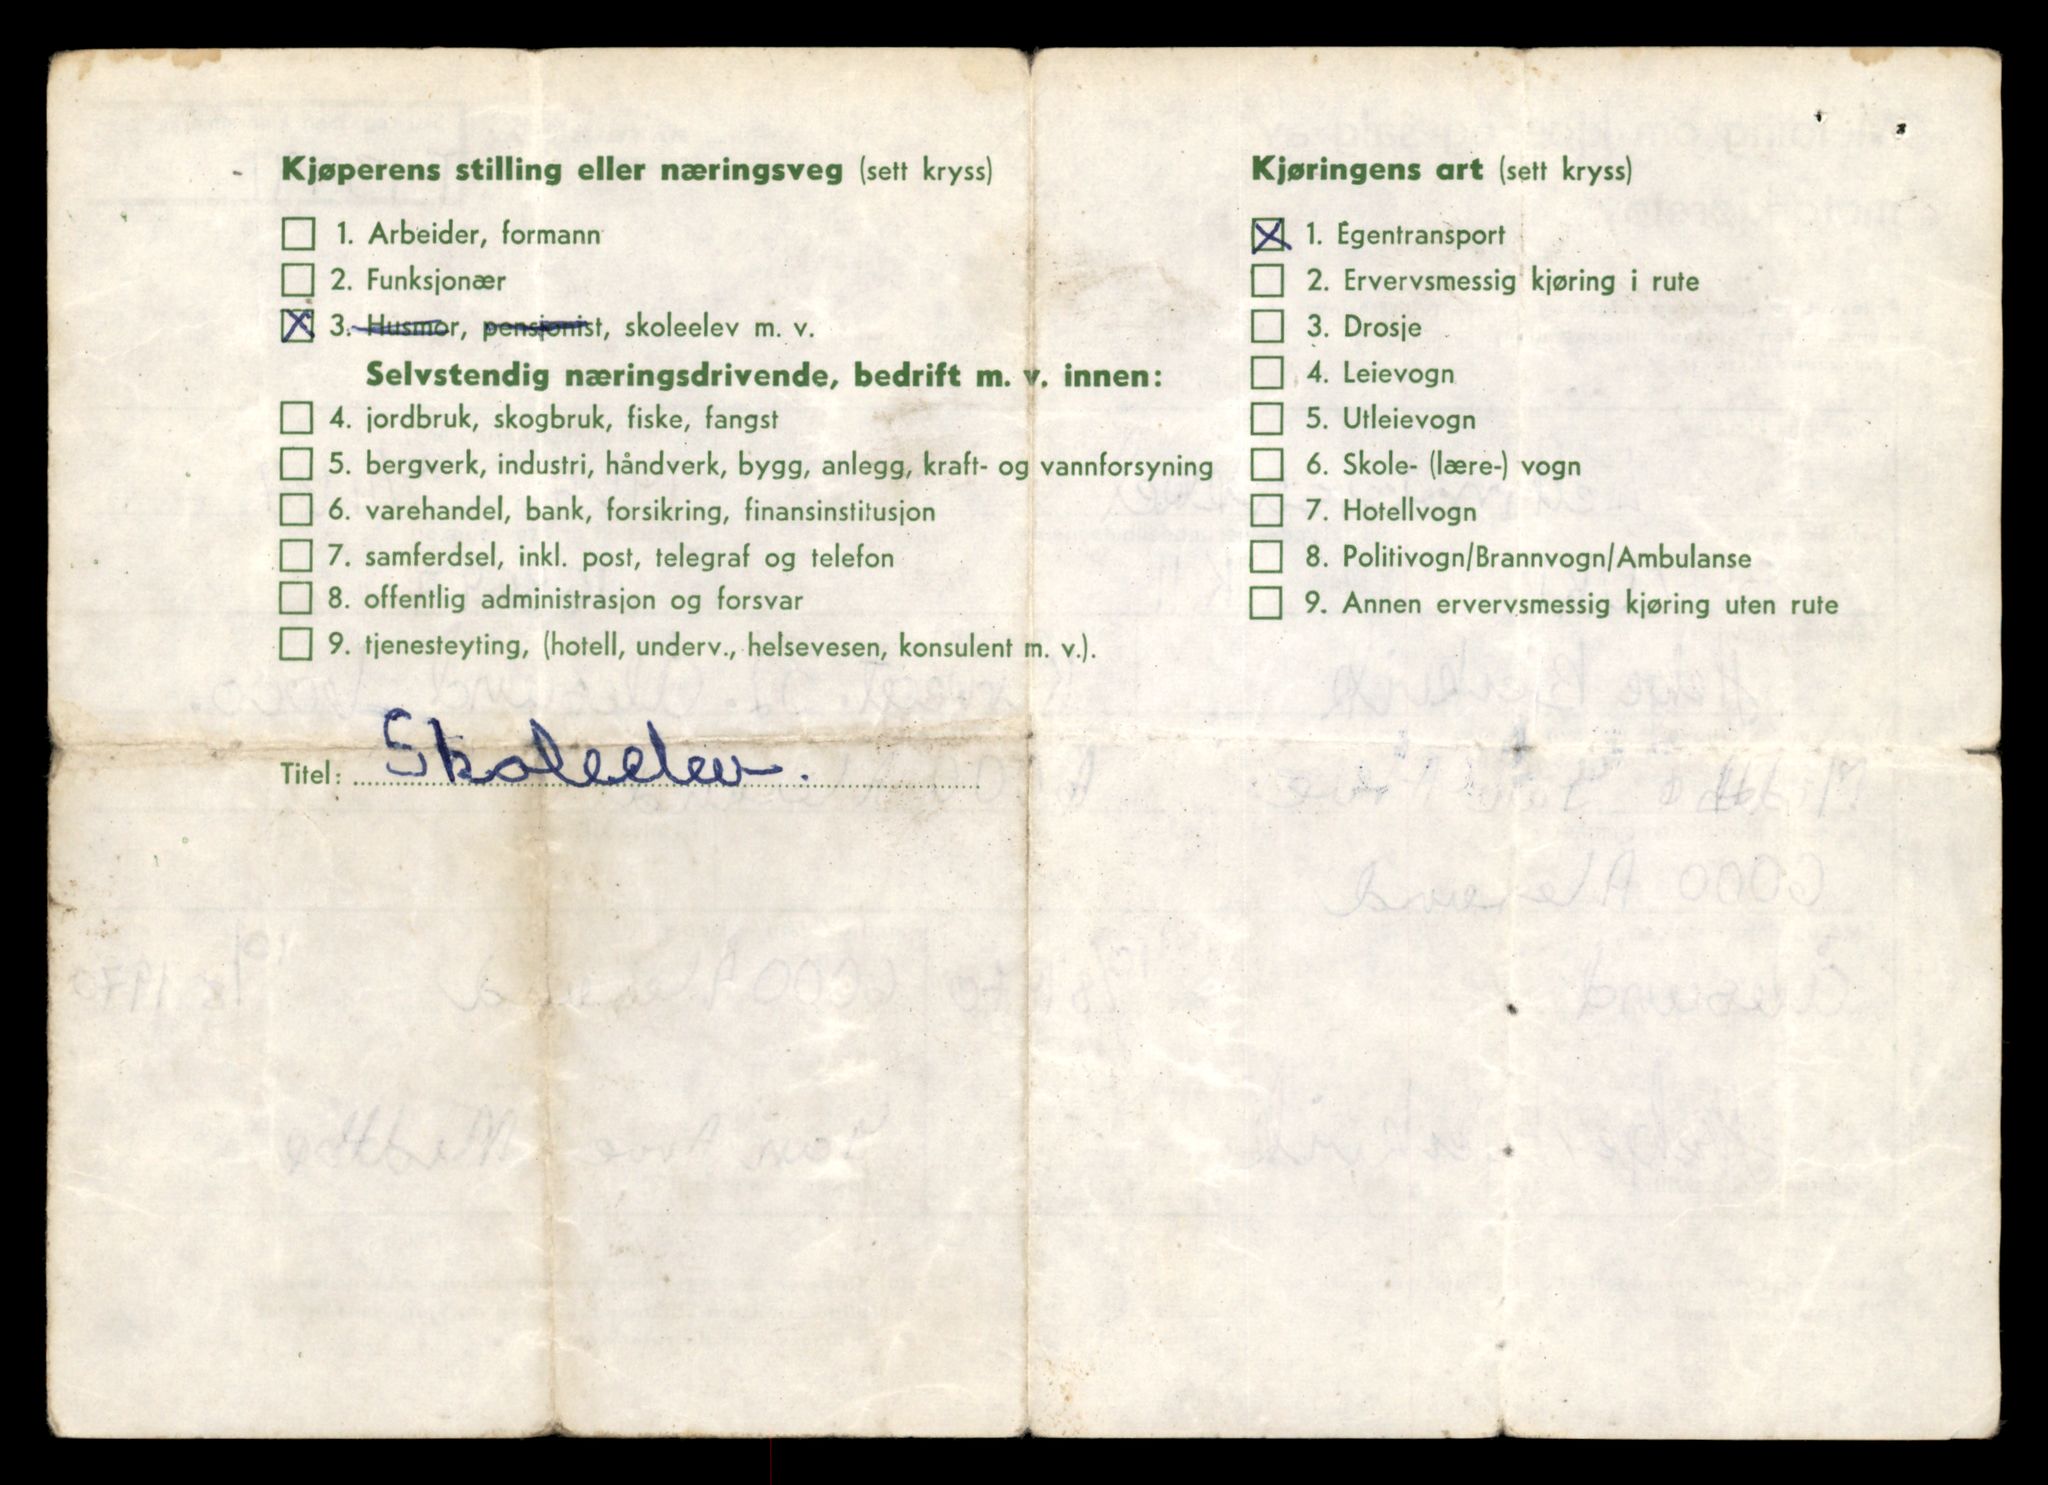 Kjøperens stilling eller næringsveg (sett kryss)
1. Arbeider, formann
2. Funksjonær
3. Husmor, pensjonist, skoleelev m. v.
Selvstendig næringsdrivende, bedrift m. v. innen:
4. jordbruk, skogbruk, fiske, fangst
5. bergverk, industri, håndverk, bygg, anlegg, kraft- og vannforsyning
6. varehandel, bank, forsikring, finansinstitusjon
7. samferdsel, inkl. post, telegraf og telefon
8. offentlig administrasjon og forsvar
9. tjenesteyting, (hotell, underv., helsevesen, konsulent m. v.).
Titel: Skoleelev.
Kjøringens art (sett kryss)
1. Egentransport
2. Ervervsmessig kjøring i rute
3. Drosje
4. Leievogn
5. Utleievogn
6. Skole- (lære-) vogn
7. Hotellvogn
8. Politivogn/Brannvogn/Ambulanse
9. Annen ervervsmessig kjøring uten rute